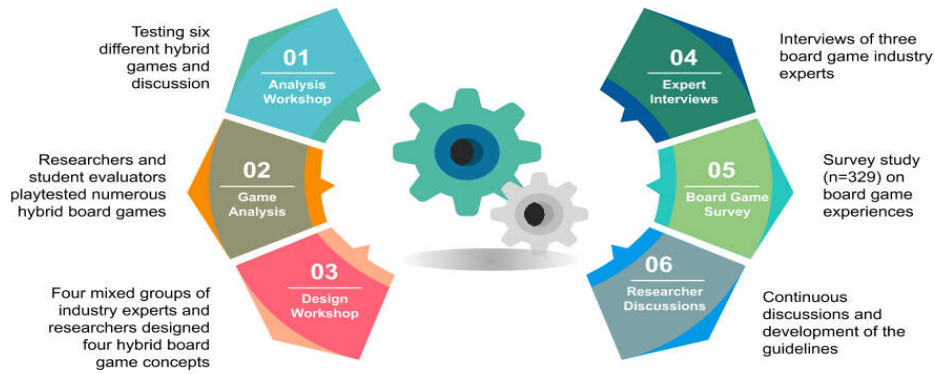 Testing six
different hybrid
games and
discussion
01
Analysis
Workshop
Researchers and
student evaluators
playtested numerous
hybrid board games
02
Game
Analysis
Four mixed groups of
industry experts and
researchers designed
four hybrid board
game concepts
03
Design
Workshop
04
Expert
Interviews
Interviews of three
board game industry
experts
05
Board Game
Survey
Survey study
(n=329) on
board game
experiences
06
Researcher
Discussions
Continuous
discussions and
development of the
guidelines